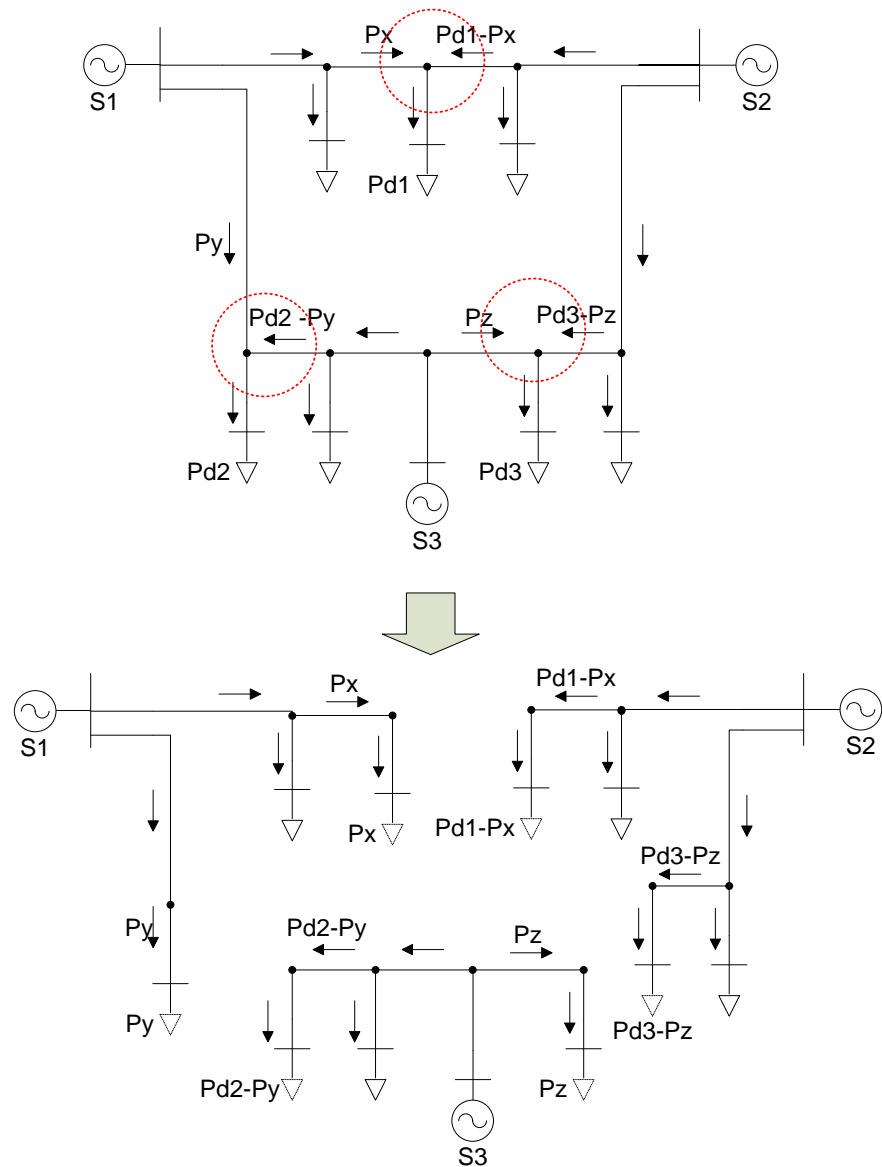 Px Pd1-Px
S1 S2
Pd1
Py
Pd2 -Py Pz Pd3-Pz
Pd2 Pd3
S3
Px Pd1-Px
S1 S2
Px Pd1-Px
Pd3-Pz
Py Pd2-Py Pz
Py Pd3-Pz
Pd2-Py Pz
S3